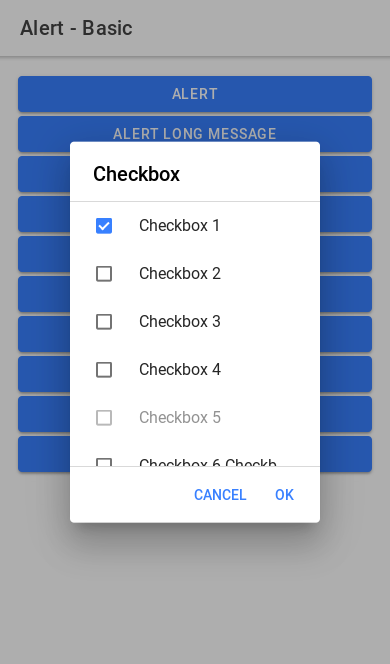 Alert - Basic
ALERT
ALERT LONG MESSAGE
Checkbox
Checkbox 1
Checkbox 2
Checkbox 3
Checkbox 4
Checkbox 5
Checkbox 6 Checkb
CANCEL OK